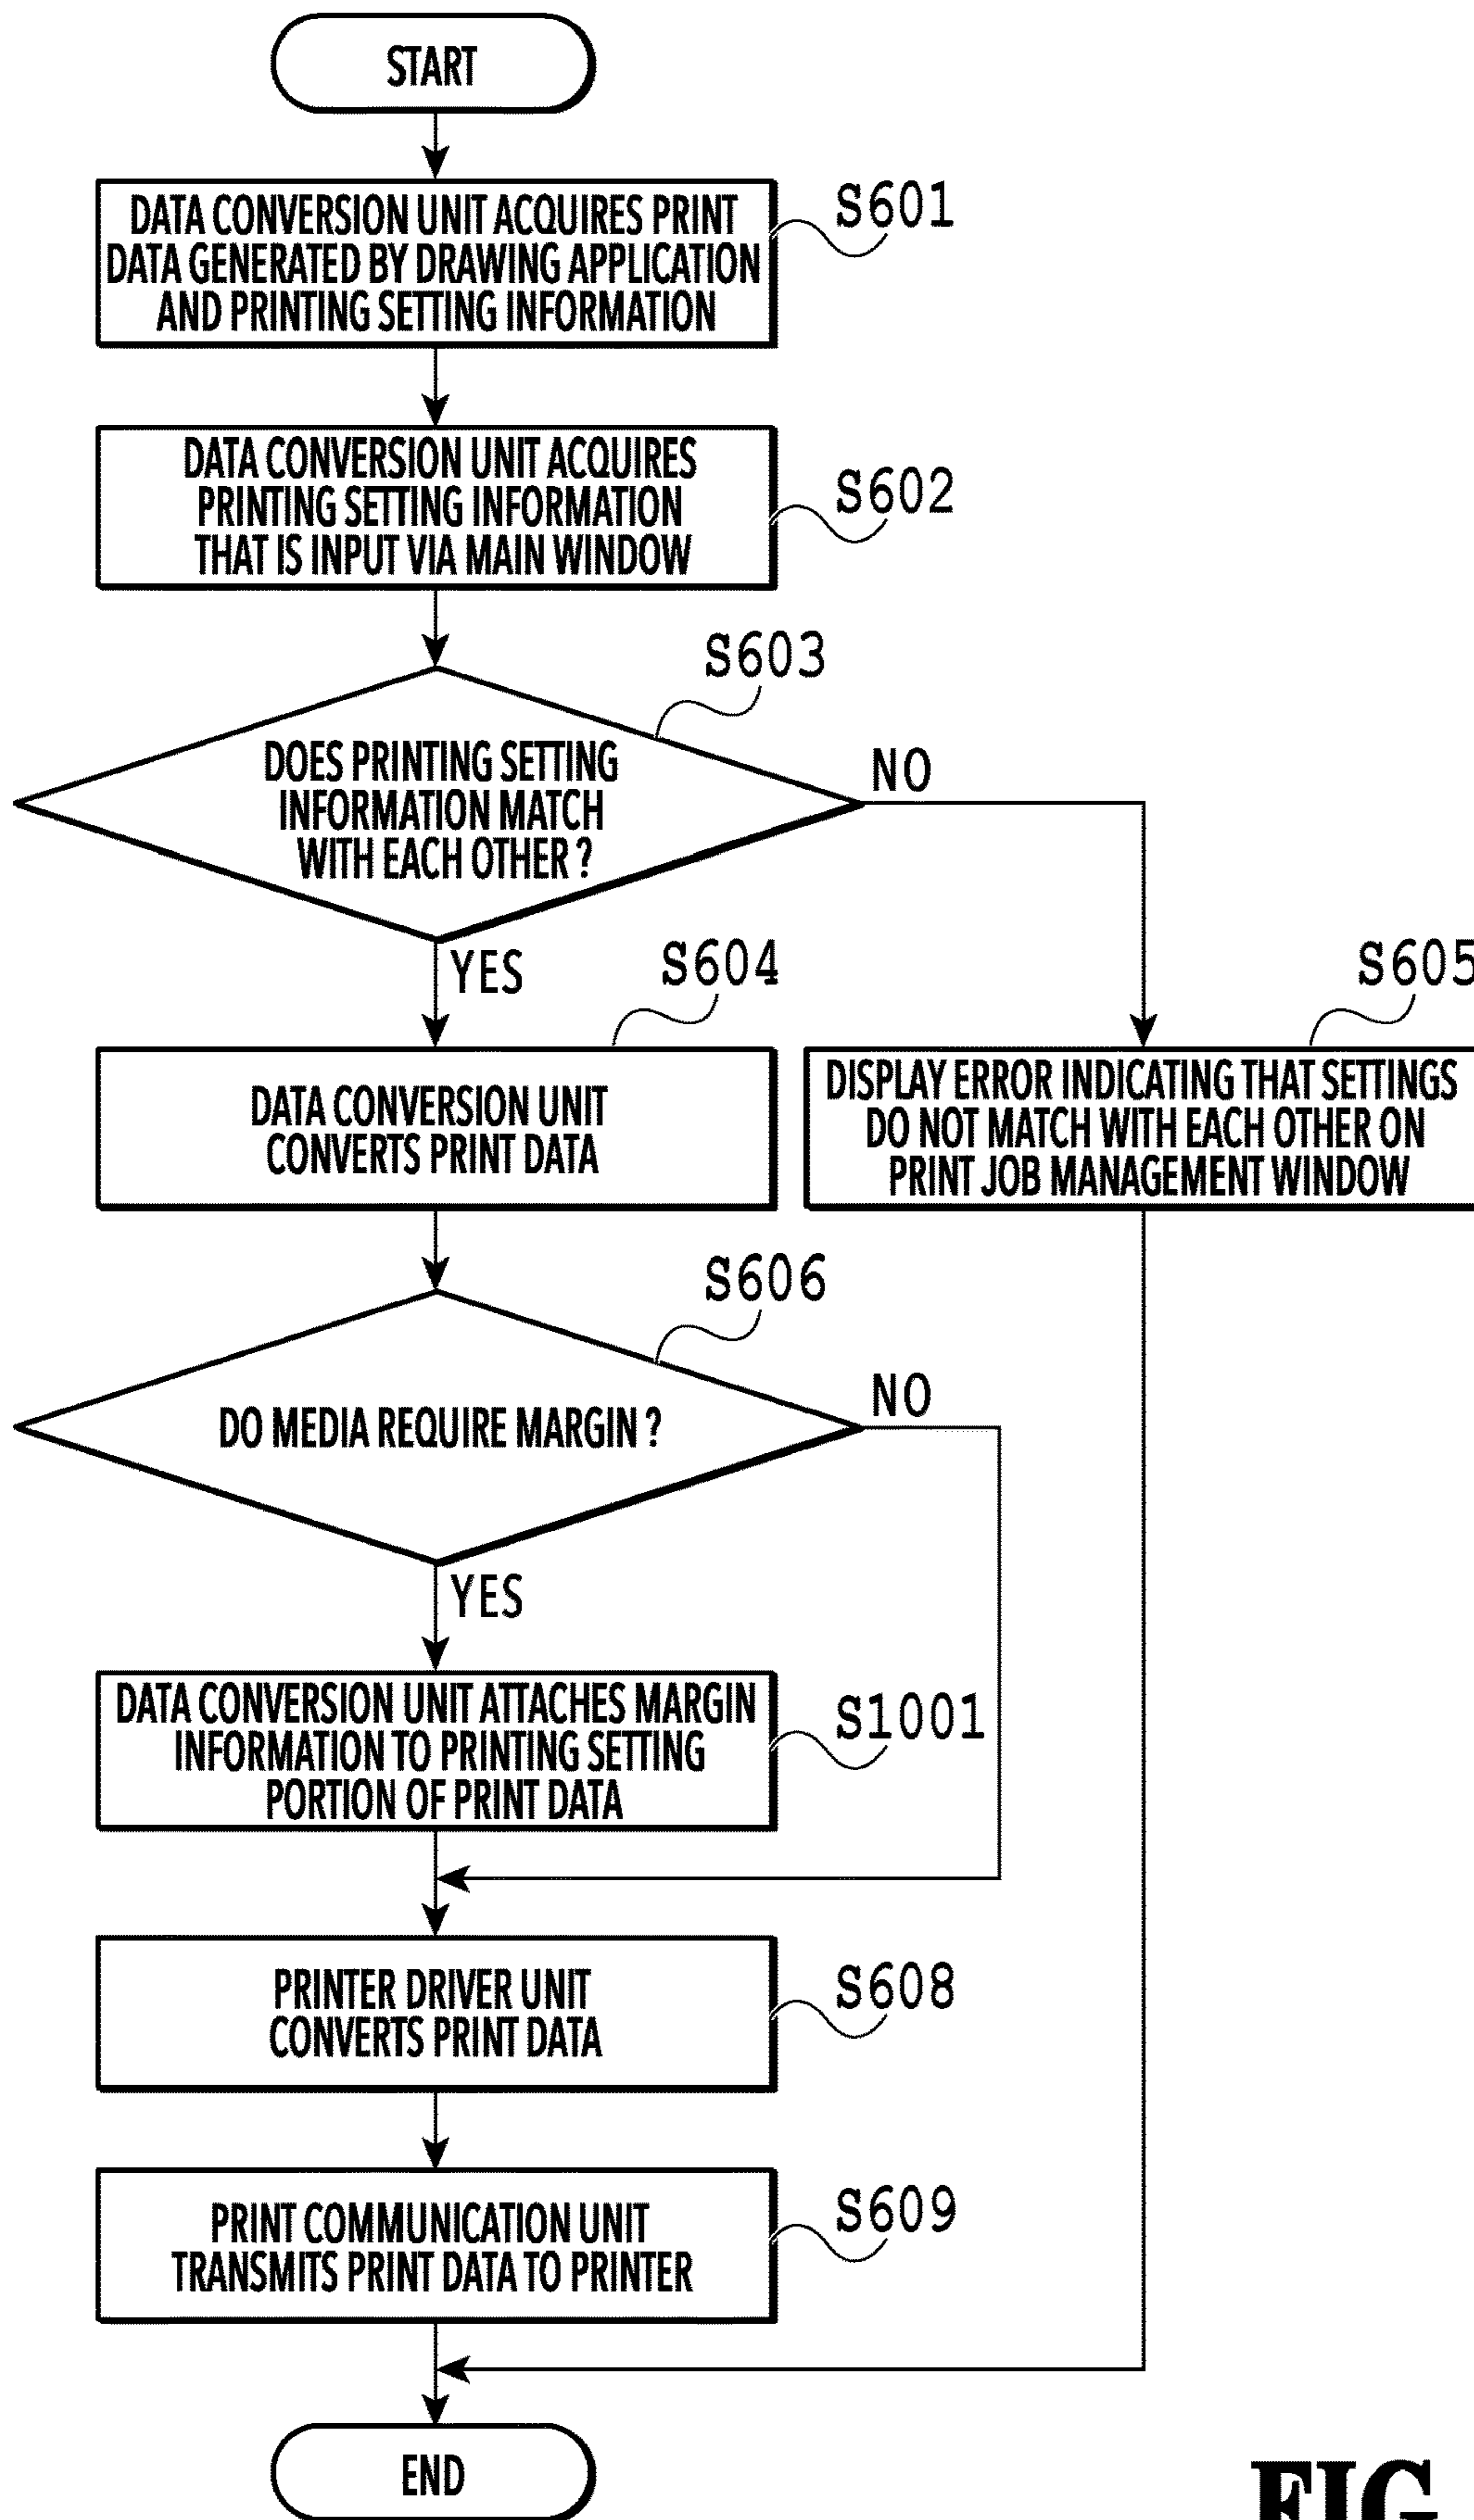 START
S601
DATA CONVERSION UNIT ACQUIRES PRINT
DATA GENERATED BY DRAWING APPLICATION
AND PRINTING SETTING INFORMATION
DATA CONVERSION UNIT ACQUIRES
PRINTING SETTING INFORMATION
THAT IS INPUT VIA MAIN WINDOW
S602
S603
DOES PRINTING SETTING
INFORMATION MATCH
WITH EACH OTHER ?
NO
YES
S604
S605
DATA CONVERSION UNIT
CONVERTS PRINT DATA
DISPLAY ERROR INDICATING THAT SETTINGS
DO NOT MATCH WITH EACH OTHER ON
PRINT JOB MANAGEMENT WINDOW
S606
DO MEDIA REQUIRE MARGIN ?
NO
YES
DATA CONVERSION UNIT ATTACHES MARGIN
INFORMATION TO PRINTING SETTING
PORTION OF PRINT DATA
S1001
PRINTER DRIVER UNIT
CONVERTS PRINT DATA
S608
PRINT COMMUNICATION UNIT
TRANSMITS PRINT DATA TO PRINTER
S609
END
FIG